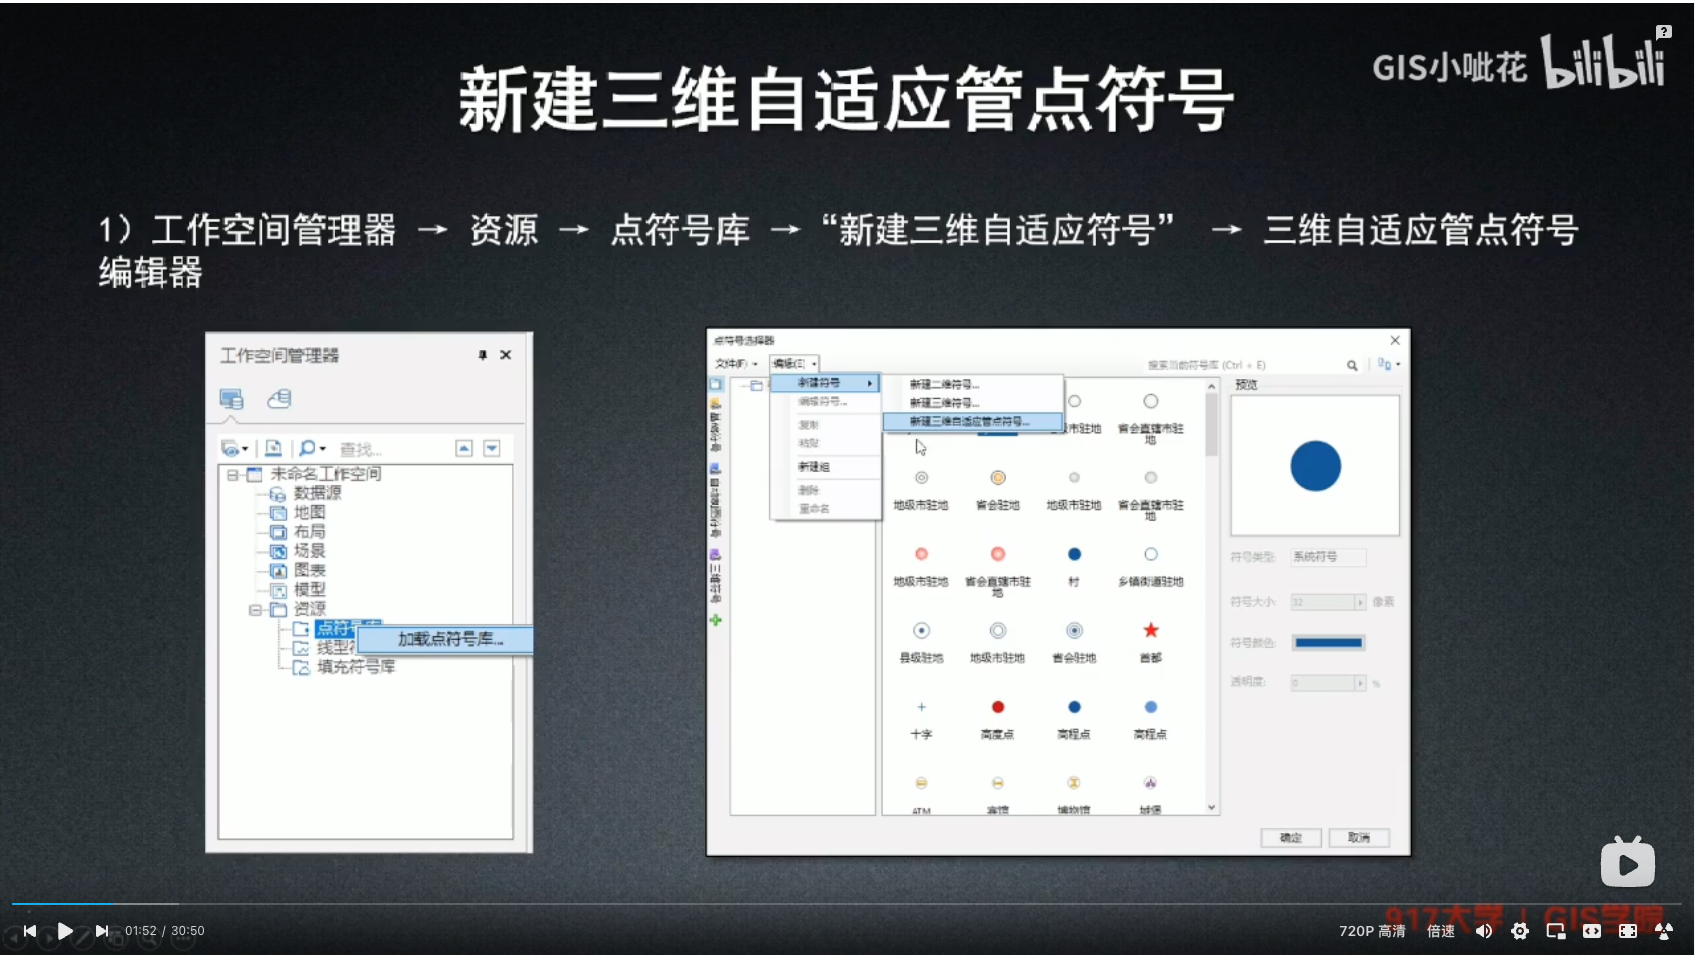 GIS小呲花 bilibili
新建三维自适应管点符号
1）工作空间管理器 → 资源 → 点符号库 → “新建三维自适应符号” → 三维自适应管点符号
编辑器
工作空间管理器
查找...
未命名工作空间
数据源
地图
布局
场景
图表
模型
资源
点符号库
加载点符号库...
线型符
填充符号库
点符号选择器
文件(F) 编辑(E)
搜索当前符号库 (Ctrl + E)
新建符号
编辑符号...
复制
粘贴
新建组
删除
重命名
新建二维符号...
新建三维符号...
新建三维自适应管点符号...
市驻地 省会直辖市驻
地
地级市驻地 省会驻地 地级市驻地 省会直辖市驻
地
地级市驻地 省会直辖市驻
地 村 乡镇街道驻地
县级驻地 地级市驻地 省会驻地 首都
十字 高度点 高程点 高程点
ATM 宾馆 博物馆 城堡
三维符号
预览
符号类型: 系统符号
符号大小: 32 像素
符号颜色:
透明度: 0 %
确定 取消
917大学 | GIS学院
01:52 / 30:50
720P 高清 倍速